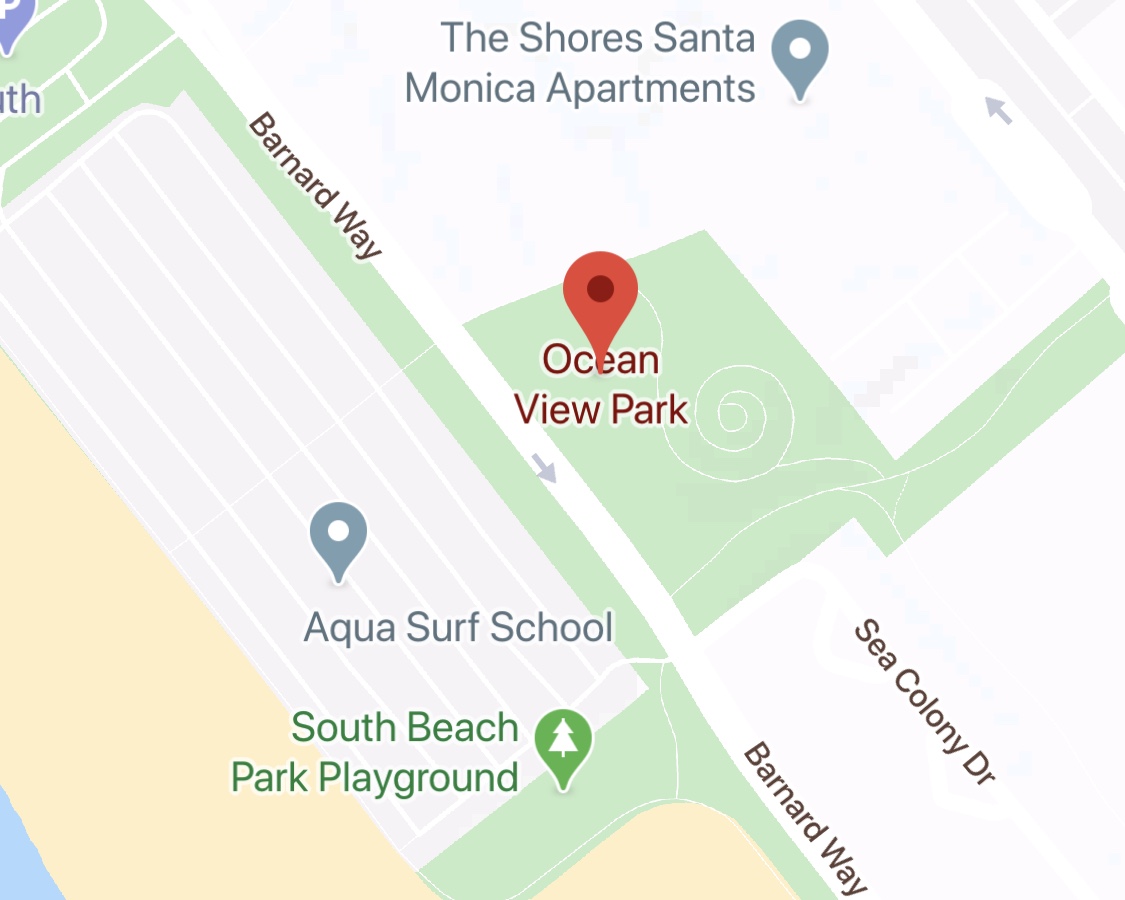 P
uth
The Shores Santa
Monica Apartments
Barnard Way
Ocean
View Park
Aqua Surf School
South Beach
Park Playground
Sea Colony Dr
Barnard Way